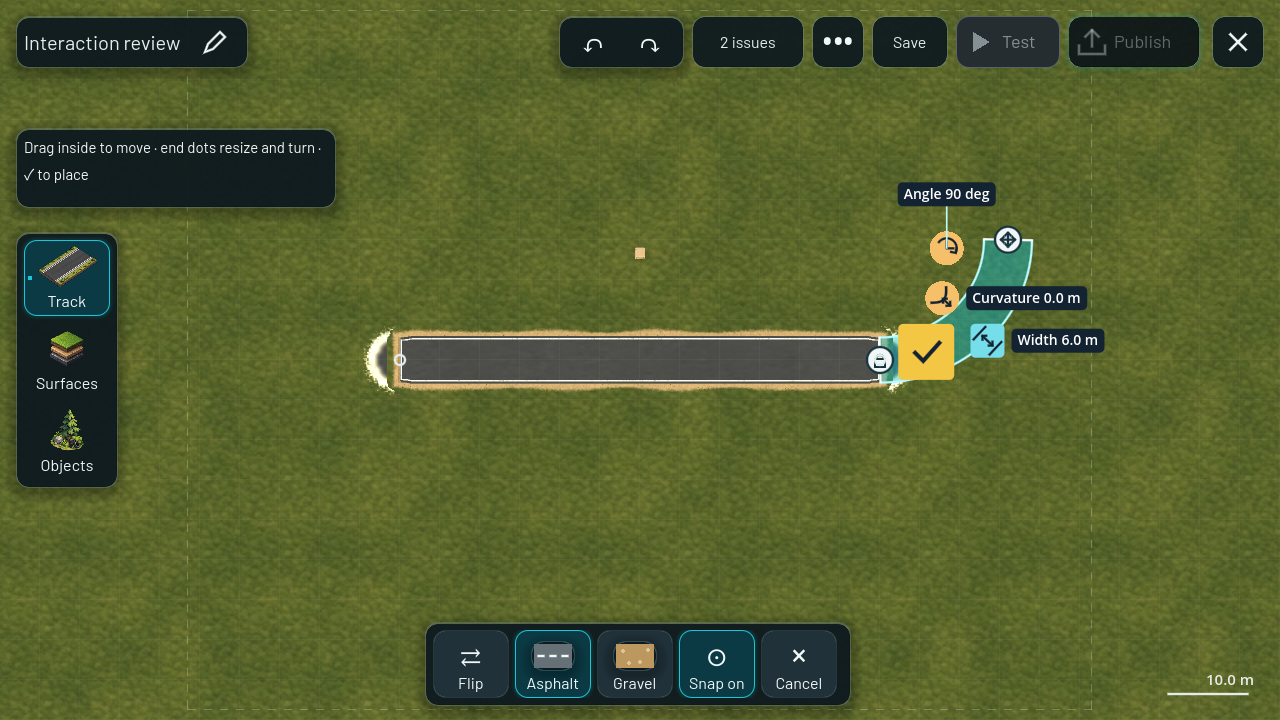 Interaction review
2 issues
Save
Test
Publish
Drag inside to move · end dots resize and turn ·
✓ to place
Angle 90 deg
Track
Curvature 0.0 m
Width 6.0 m
Surfaces
Objects
Flip
Asphalt
Gravel
Snap on
Cancel
10.0 m